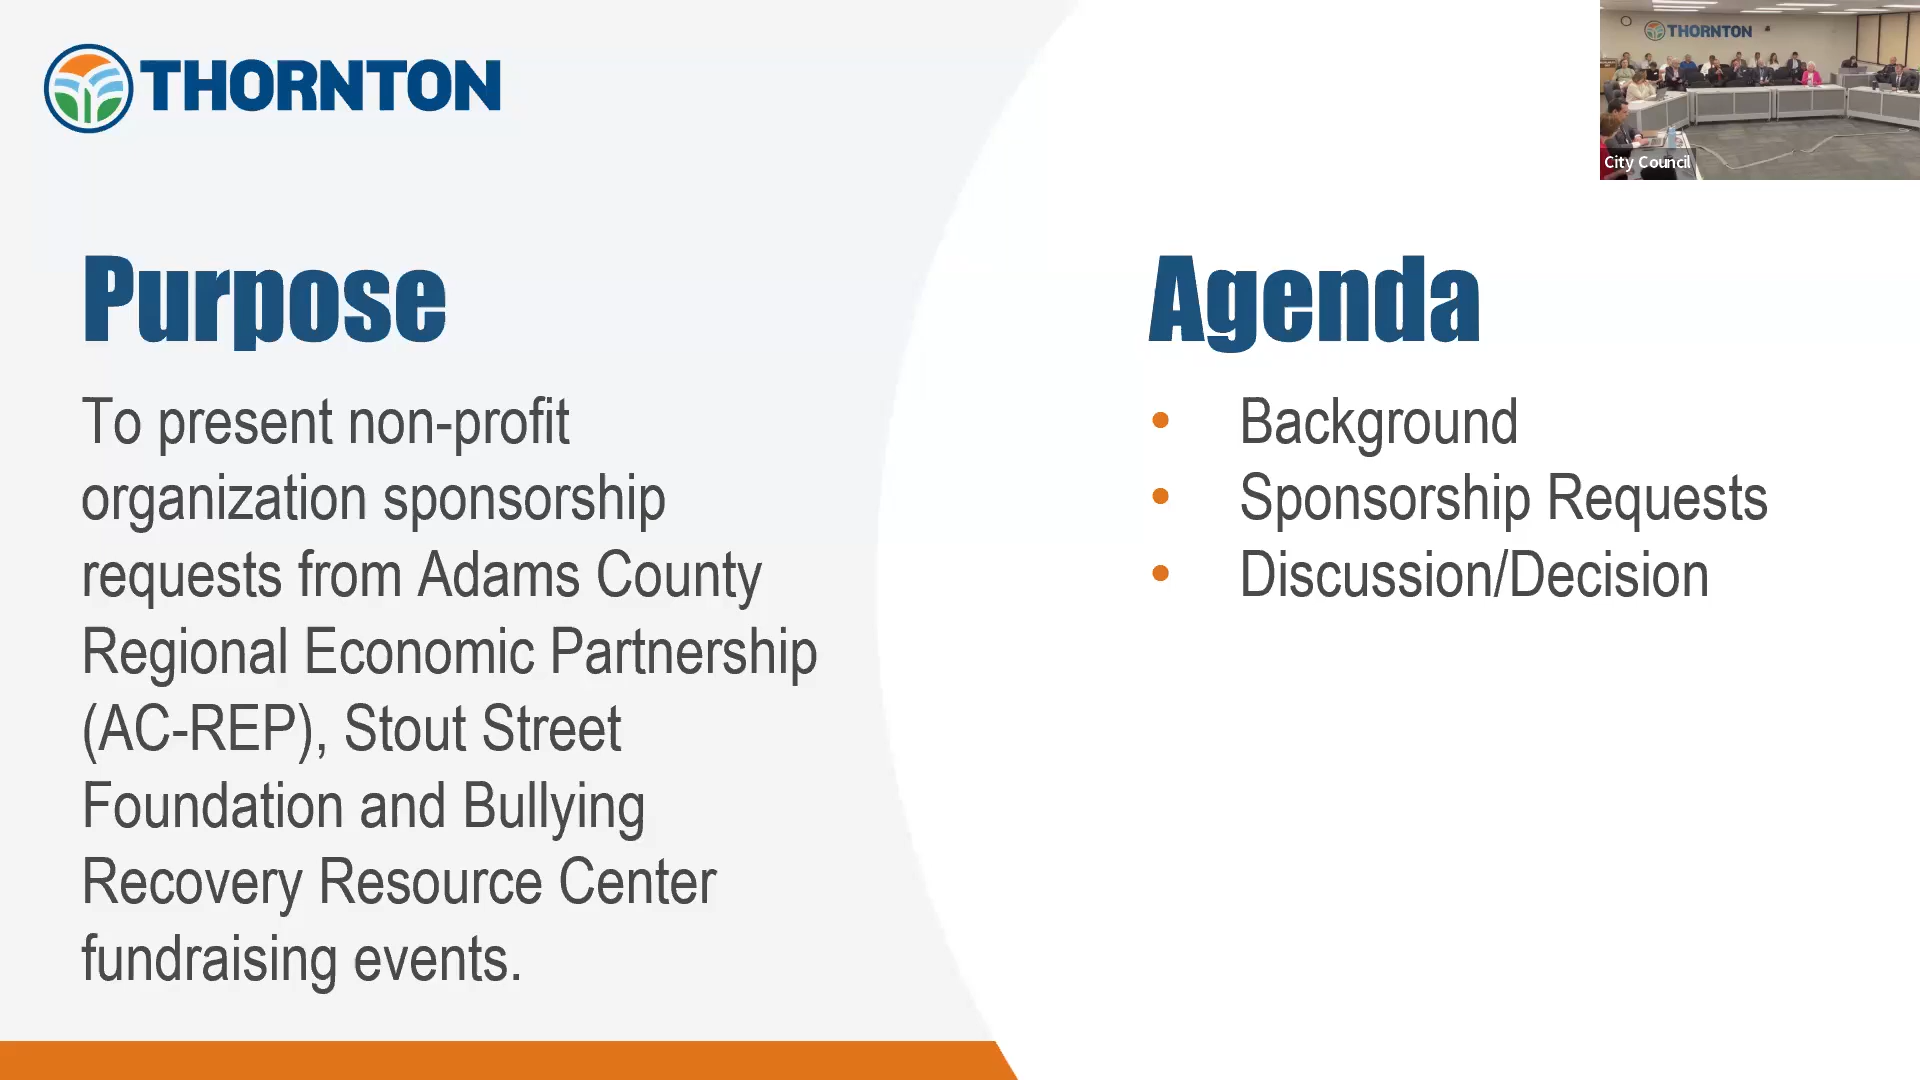 THORNTON
THORNTON
City Council
Purpose
To present non-profit
organization sponsorship
requests from Adams County
Regional Economic Partnership
(AC-REP), Stout Street
Foundation and Bullying
Recovery Resource Center
fundraising events.
Agenda
• Background
• Sponsorship Requests
• Discussion/Decision